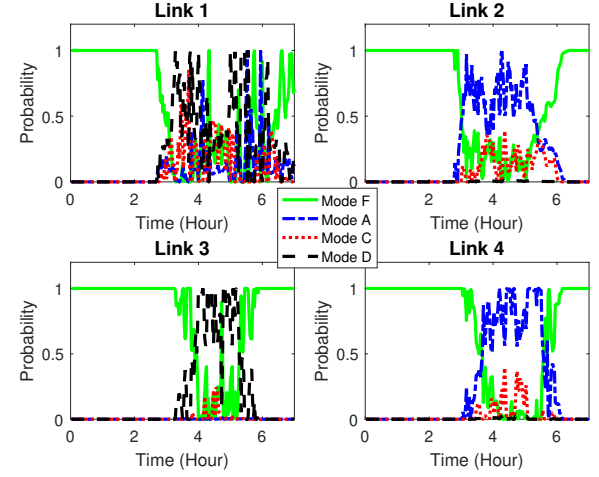 Link 1
Link 2
1
0.5
0
Probability
0 2 4 6
Time (Hour)
1
0.5
0
Probability
0 2 4 6
Time (Hour)
Mode F
Mode A
Mode C
Mode D
Link 3
Link 4
1
0.5
0
Probability
0 2 4 6
Time (Hour)
1
0.5
0
Probability
0 2 4 6
Time (Hour)